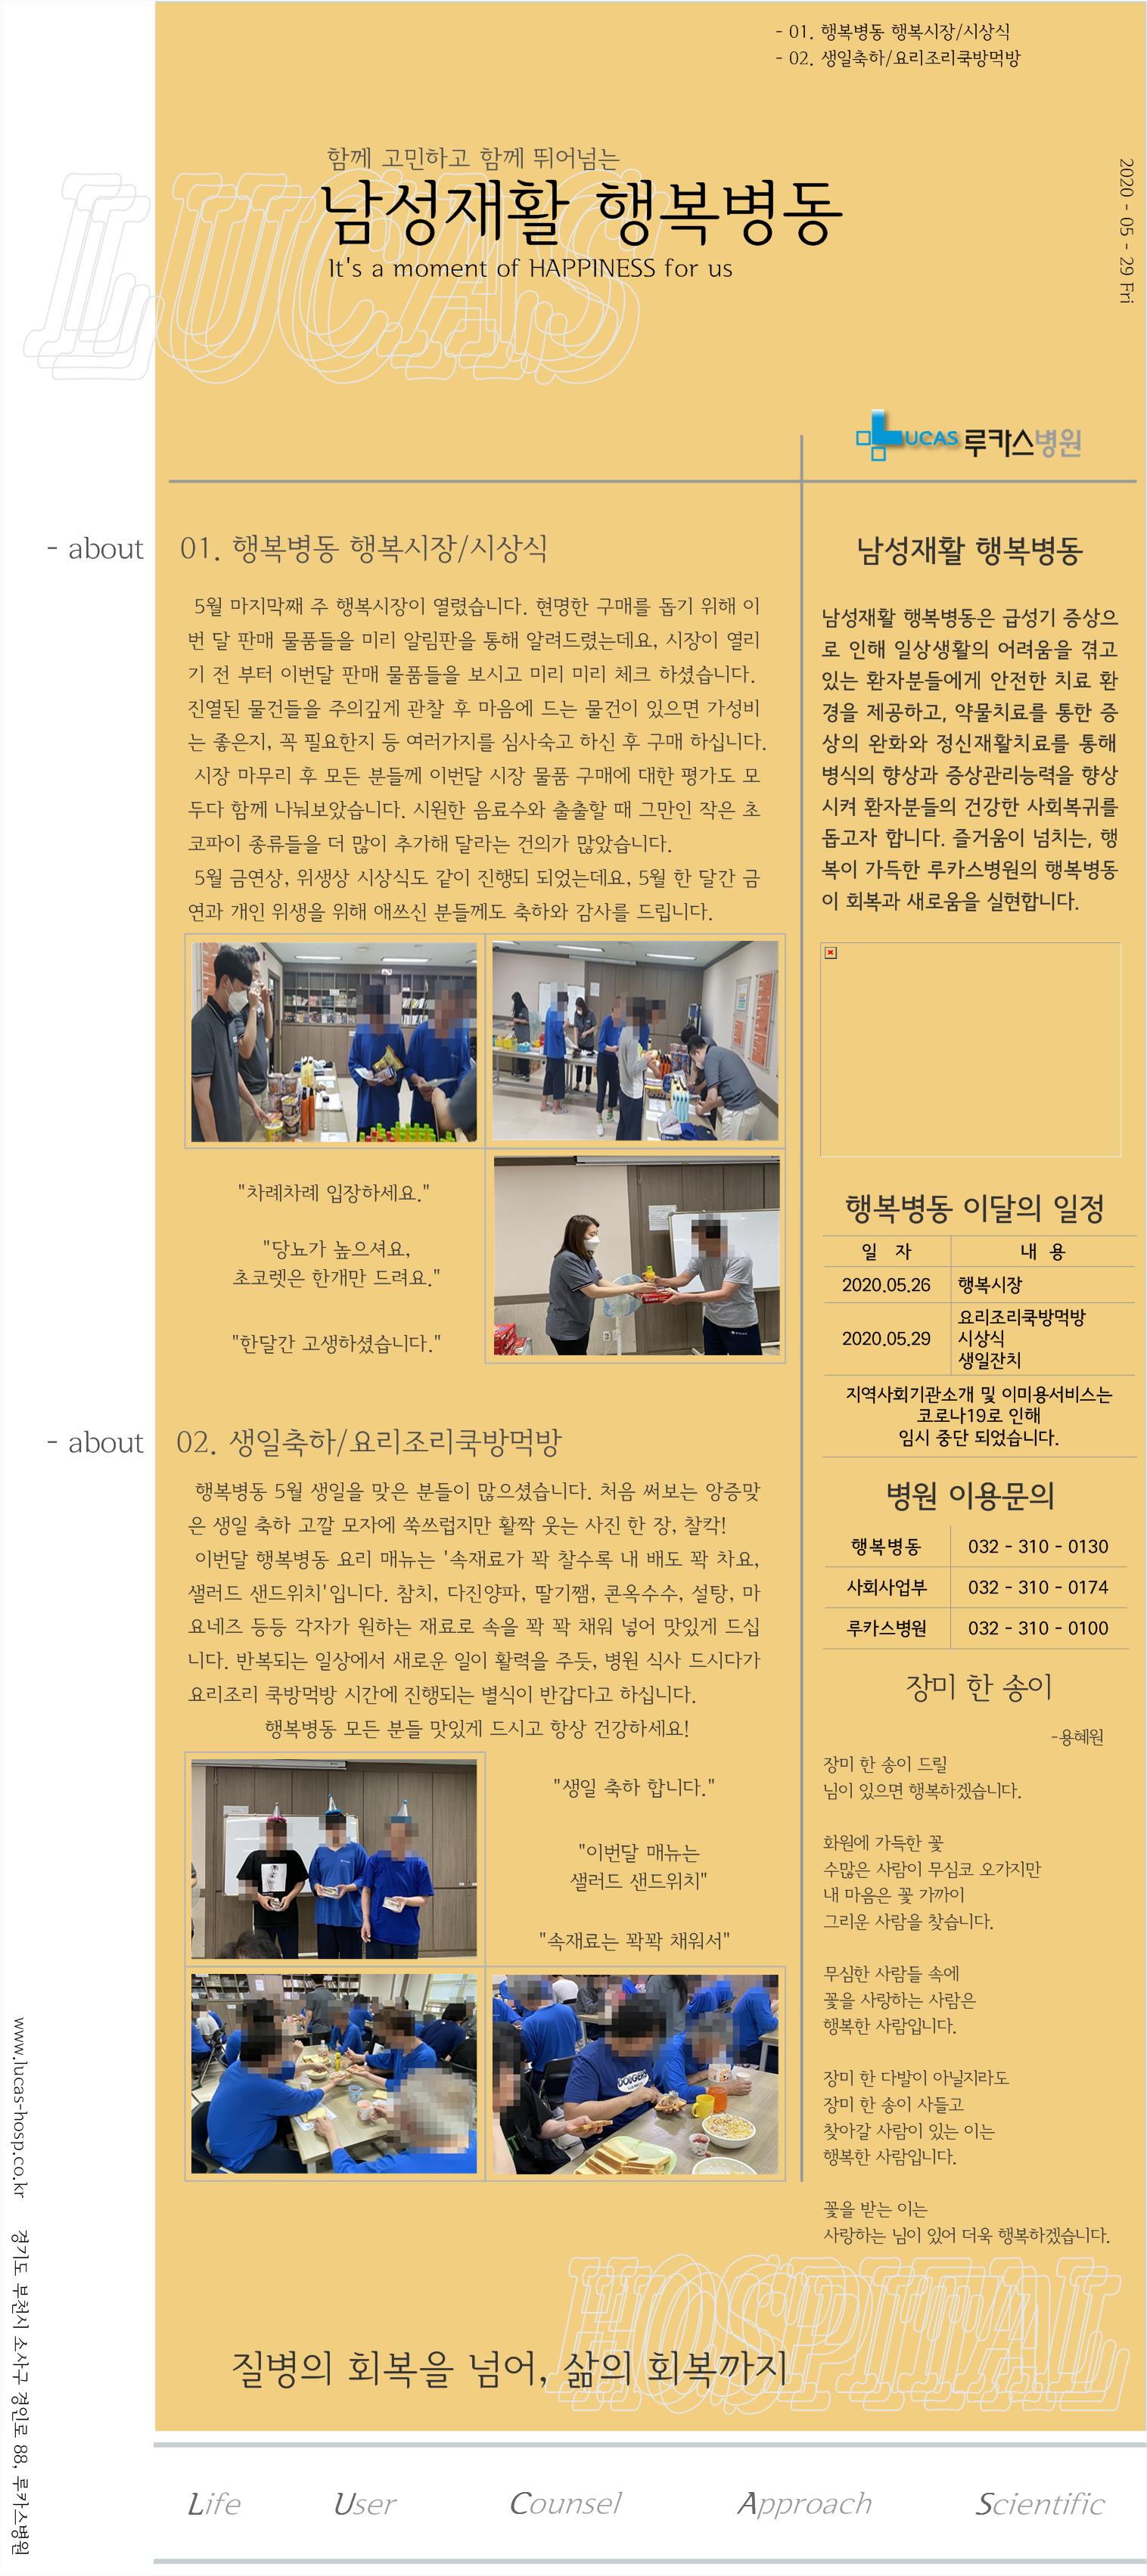 - 01. 행복병동 행복시장/시상식
- 02. 생일축하/요리조리쿡방먹방
함께 고민하고 함께 뛰어넘는
남성재활 행복병동
It's a moment of HAPPINESS for us
LUCAS
2020 - 05 - 29 Fri
LUCAS 루카스병원
- about
01. 행복병동 행복시장/시상식
5월 마지막째 주 행복시장이 열렸습니다. 현명한 구매를 돕기 위해 이
번 달 판매 물품들을 미리 알림판을 통해 알려드렸는데요, 시장이 열리
기 전 부터 이번달 판매 물품들을 보시고 미리 미리 체크 하셨습니다.
진열된 물건들을 주의깊게 관찰 후 마음에 드는 물건이 있으면 가성비
는 좋은지, 꼭 필요한지 등 여러가지를 심사숙고 하신 후 구매 하십니다.
시장 마무리 후 모든 분들께 이번달 시장 물품 구매에 대한 평가도 모
두다 함께 나눠보았습니다. 시원한 음료수와 출출할 때 그만인 작은 초
코파이 종류들을 더 많이 추가해 달라는 건의가 많았습니다.
5월 금연상, 위생상 시상식도 같이 진행되 되었는데요, 5월 한 달간 금
연과 개인 위생을 위해 애쓰신 분들께도 축하와 감사를 드립니다.
"차례차례 입장하세요."
"당뇨가 높으셔요,
초코렛은 한개만 드려요."
"한달간 고생하셨습니다."
- about
02. 생일축하/요리조리쿡방먹방
행복병동 5월 생일을 맞은 분들이 많으셨습니다. 처음 써보는 앙증맞
은 생일 축하 고깔 모자에 쑥쓰럽지만 활짝 웃는 사진 한 장, 찰칵!
이번달 행복병동 요리 매뉴는 '속재료가 꽉 찰수록 내 배도 꽉 차요,
샐러드 샌드위치'입니다. 참치, 다진양파, 딸기쨈, 콘옥수수, 설탕, 마
요네즈 등등 각자가 원하는 재료로 속을 꽉 꽉 채워 넣어 맛있게 드십
니다. 반복되는 일상에서 새로운 일이 활력을 주듯, 병원 식사 드시다가
요리조리 쿡방먹방 시간에 진행되는 별식이 반갑다고 하십니다.
행복병동 모든 분들 맛있게 드시고 항상 건강하세요!
"생일 축하 합니다."
"이번달 매뉴는
샐러드 샌드위치"
"속재료는 꽉꽉 채워서"
남성재활 행복병동
남성재활 행복병동은 급성기 증상으
로 인해 일상생활의 어려움을 겪고
있는 환자분들에게 안전한 치료 환
경을 제공하고, 약물치료를 통한 증
상의 완화와 정신재활치료를 통해
병식의 향상과 증상관리능력을 향상
시켜 환자분들의 건강한 사회복귀를
돕고자 합니다. 즐거움이 넘치는, 행
복이 가득한 루카스병원의 행복병동
이 회복과 새로움을 실현합니다.
행복병동 이달의 일정
일 자 내 용
2020.05.26 행복시장
2020.05.29 요리조리쿡방먹방
시상식
생일잔치
지역사회기관소개 및 이미용서비스는
코로나19로 인해
임시 중단 되었습니다.
병원 이용문의
행복병동 032 - 310 - 0130
사회사업부 032 - 310 - 0174
루카스병원 032 - 310 - 0100
장미 한 송이
-용혜원
장미 한 송이 드릴
님이 있으면 행복하겠습니다.
화원에 가득한 꽃
수많은 사람이 무심코 오가지만
내 마음은 꽃 가까이
그리운 사람을 찾습니다.
무심한 사람들 속에
꽃을 사랑하는 사람은
행복한 사람입니다.
장미 한 다발이 아닐지라도
장미 한 송이 사들고
찾아갈 사람이 있는 이는
행복한 사람입니다.
꽃을 받는 이는
사랑하는 님이 있어 더욱 행복하겠습니다.
HOSPITAL
질병의 회복을 넘어, 삶의 회복까지
www.lucas-hosp.co.kr 경기도 부천시 소사구 경인로 88, 루카스병원
Life User Counsel Approach Scientific